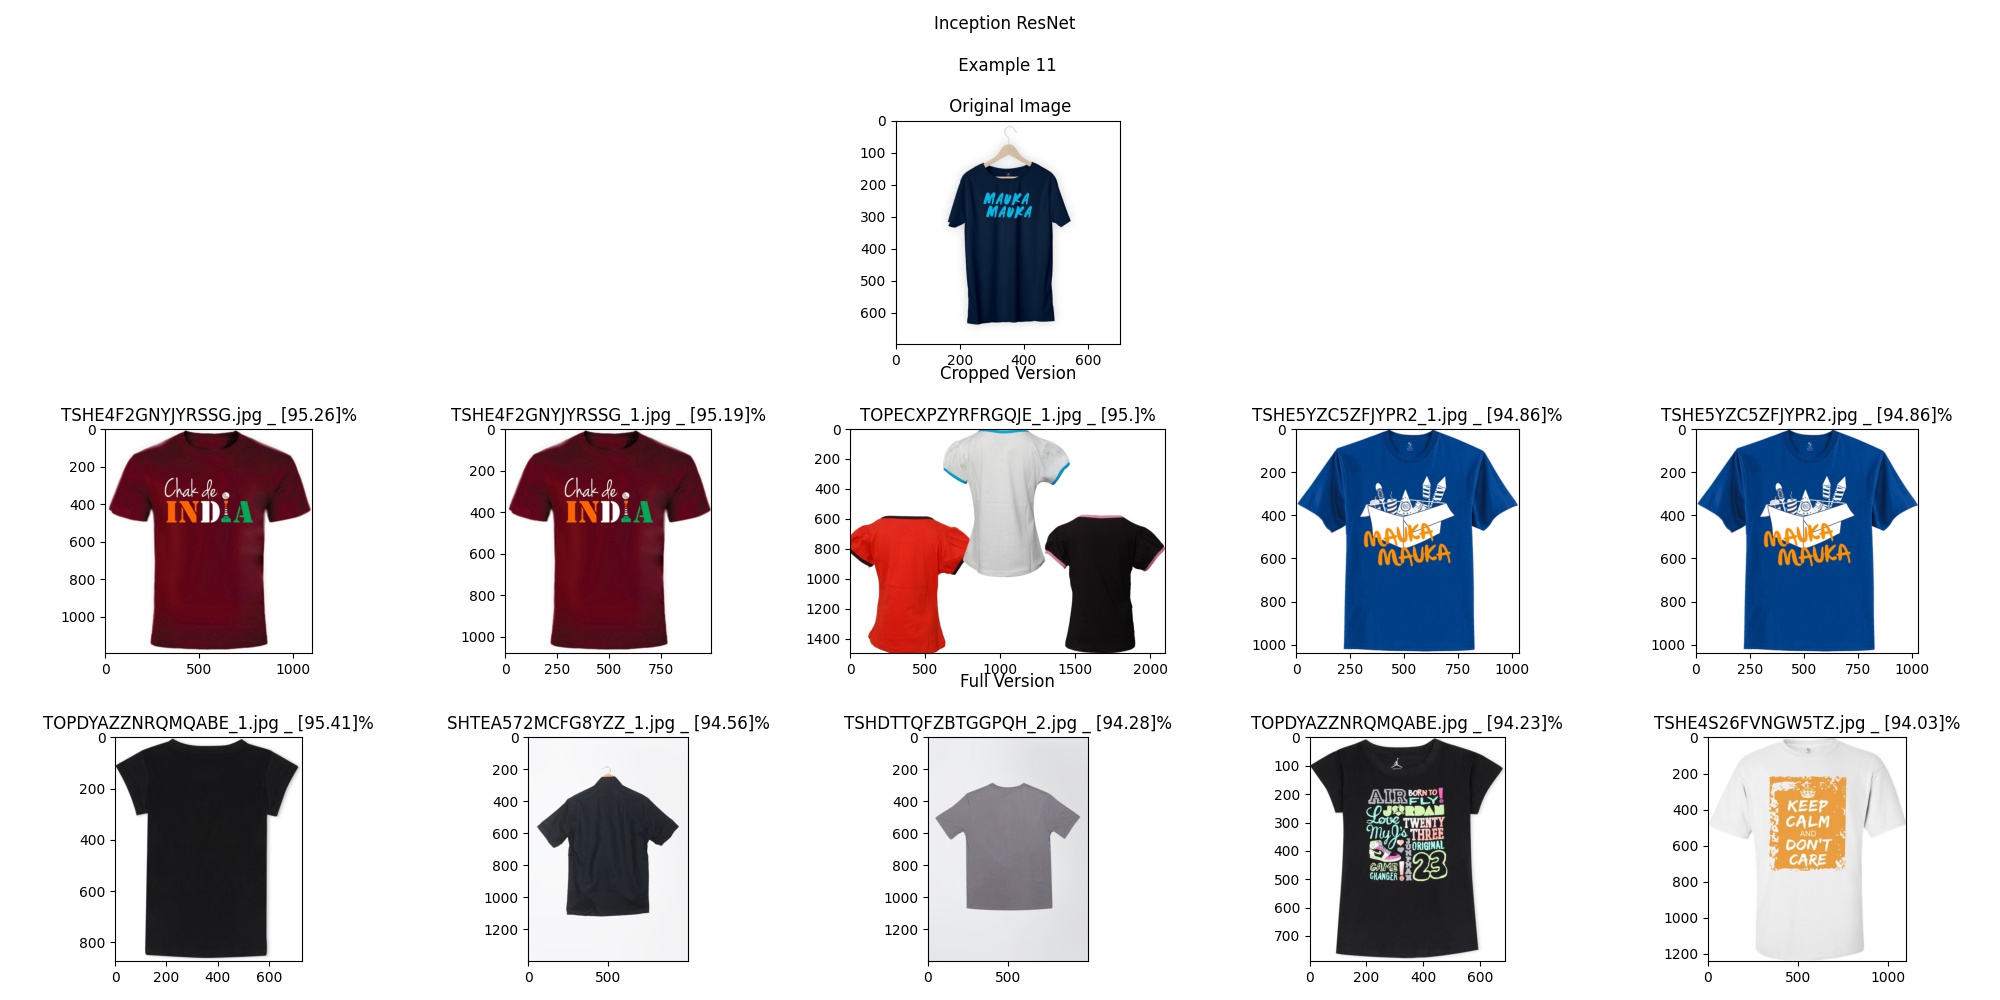 Inception ResNet
Example 11
Original Image
0
100
200
300
400
500
600
MAUKA
MAUKA
0 200 400 600
Cropped Version
TSHE4F2GNYJYRSSG.jpg _ [95.26]%
0
200
400
600
800
1000
Chak de
INDIA
0 500 1000
TSHE4F2GNYJYRSSG_1.jpg _ [95.19]%
0
200
400
600
800
1000
Chak de
INDIA
0 250 500 750
TOPECXPZYRFRGQJE_1.jpg _ [95.]%
0
200
400
600
800
1000
1200
1400
0 500 1000 1500 2000
TSHE5YZC5ZFJYPR2_1.jpg _ [94.86]%
0
200
400
600
800
1000
MAUKA
MAUKA
0 250 500 750 1000
TSHE5YZC5ZFJYPR2.jpg _ [94.86]%
0
200
400
600
800
1000
MAUKA
MAUKA
0 250 500 750 1000
Full Version
TOPDYAZZNRQMQABE_1.jpg _ [95.41]%
0
200
400
600
800
0 200 400 600
SHTEA572MCFG8YZZ_1.jpg _ [94.56]%
0
200
400
600
800
1000
1200
0 500
TSHDTTQFZBTGGPQH_2.jpg _ [94.28]%
0
200
400
600
800
1000
1200
0 500
TOPDYAZZNRQMQABE.jpg _ [94.23]%
0
100
200
300
400
500
600
700
AIR BORN TO
FLY!
JORDAN
Love
My J's
TWENTY
THREE
JUMPMAN
ORIGINAL
23
GAME
CHANGER!
0 200 400 600
TSHE4S26FVNGW5TZ.jpg _ [94.03]%
0
200
400
600
800
1000
1200
KEEP
CALM
AND
DON'T
CARE
0 500 1000